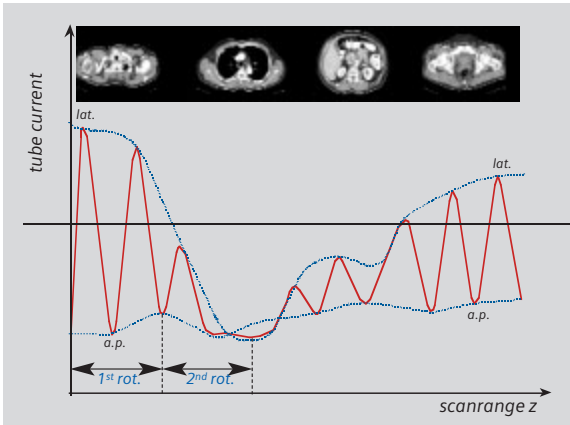 tube current
lat.
lat.
a.p.
a.p.
1st rot.
2nd rot.
scanrange z